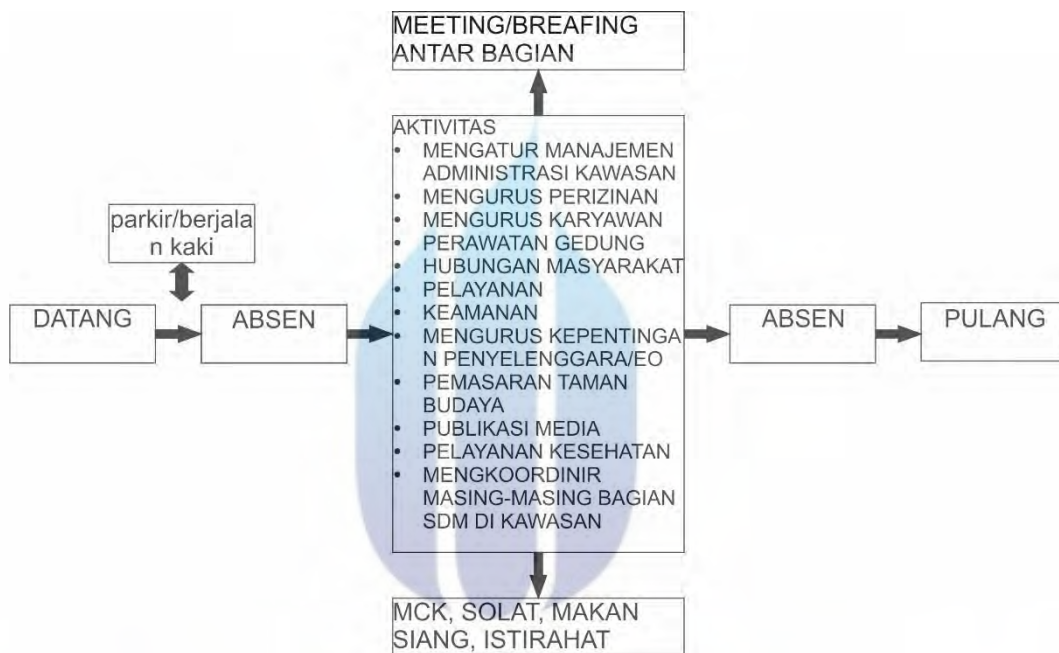 MEETING/BREAFING
ANTAR BAGIAN
AKTIVITAS
• MENGATUR MANAJEMEN
ADMINISTRASI KAWASAN
• MENGURUS PERIZINAN
• MENGURUS KARYAWAN
• PERAWATAN GEDUNG
• HUBUNGAN MASYARAKAT
• PELAYANAN
• KEAMANAN
• MENGURUS KEPENTINGA
N PENYELENGGARA/EO
• PEMASARAN TAMAN
BUDAYA
• PUBLIKASI MEDIA
• PELAYANAN KESEHATAN
• MENGKOORDINIR
MASING-MASING BAGIAN
SDM DI KAWASAN
parkir/berjala
n kaki
DATANG
ABSEN
ABSEN
PULANG
MCK, SOLAT, MAKAN
SIANG, ISTIRAHAT